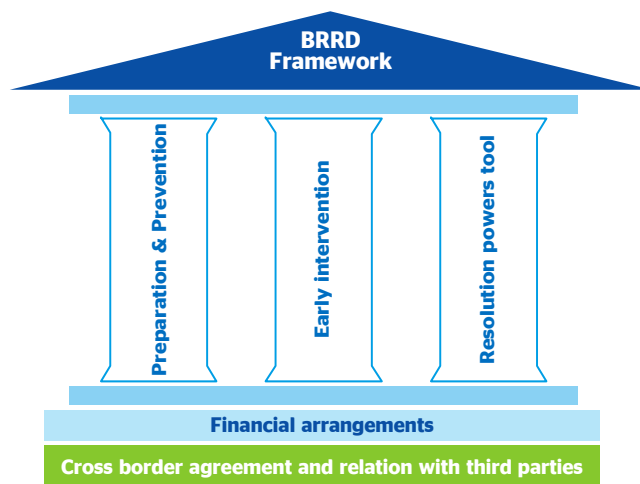 BRRD
Framework
Preparation & Prevention
Early intervention
Resolution powers tool
Financial arrangements
Cross border agreement and relation with third parties